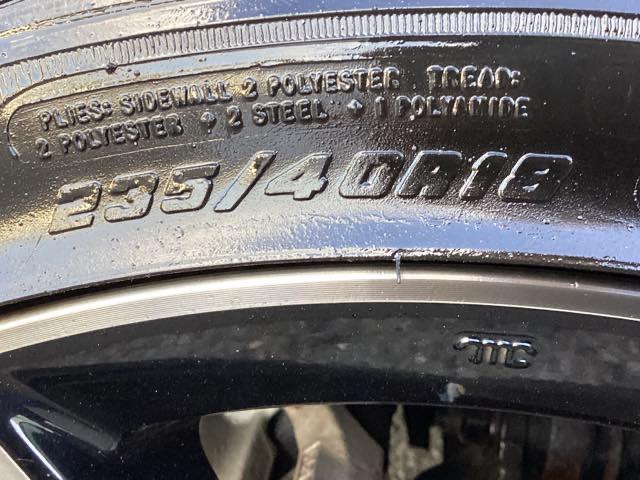 PLIES: SIDEWALL 2 POLYESTER TREAD:
2 POLYESTER + 2 STEEL + 1 POLYAMIDE
235/40R18